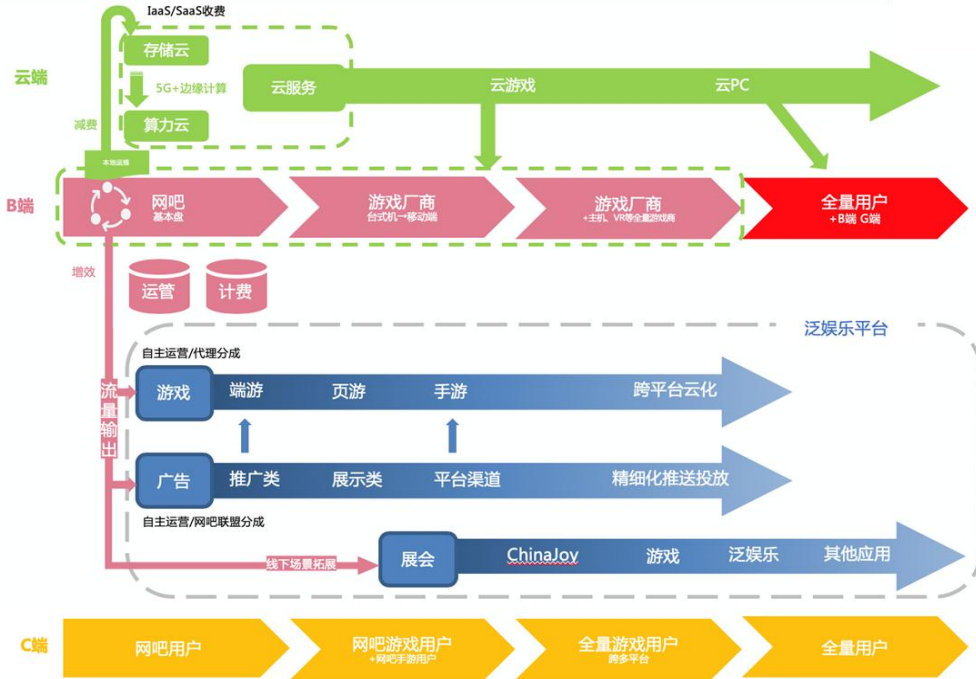 IaaS/SaaS收费
存储云
云端
5G+边缘计算
云服务
云游戏
云PC
减费
算力云
本地运维
B端
网吧
基本盘
游戏厂商
台式机→移动端
游戏厂商
+主机、VR等全量游戏商
全量用户
+B端 G端
增效
运管
计费
泛娱乐平台
自主运营/代理分成
流量输出
游戏
端游
页游
手游
跨平台云化
广告
推广类
展示类
平台渠道
精细化推送投放
自主运营/网吧联盟分成
线下场景拓展
展会
ChinaJoy
游戏
泛娱乐
其他应用
C端
网吧用户
网吧游戏用户
+网吧手游用户
全量游戏用户
跨多平台
全量用户